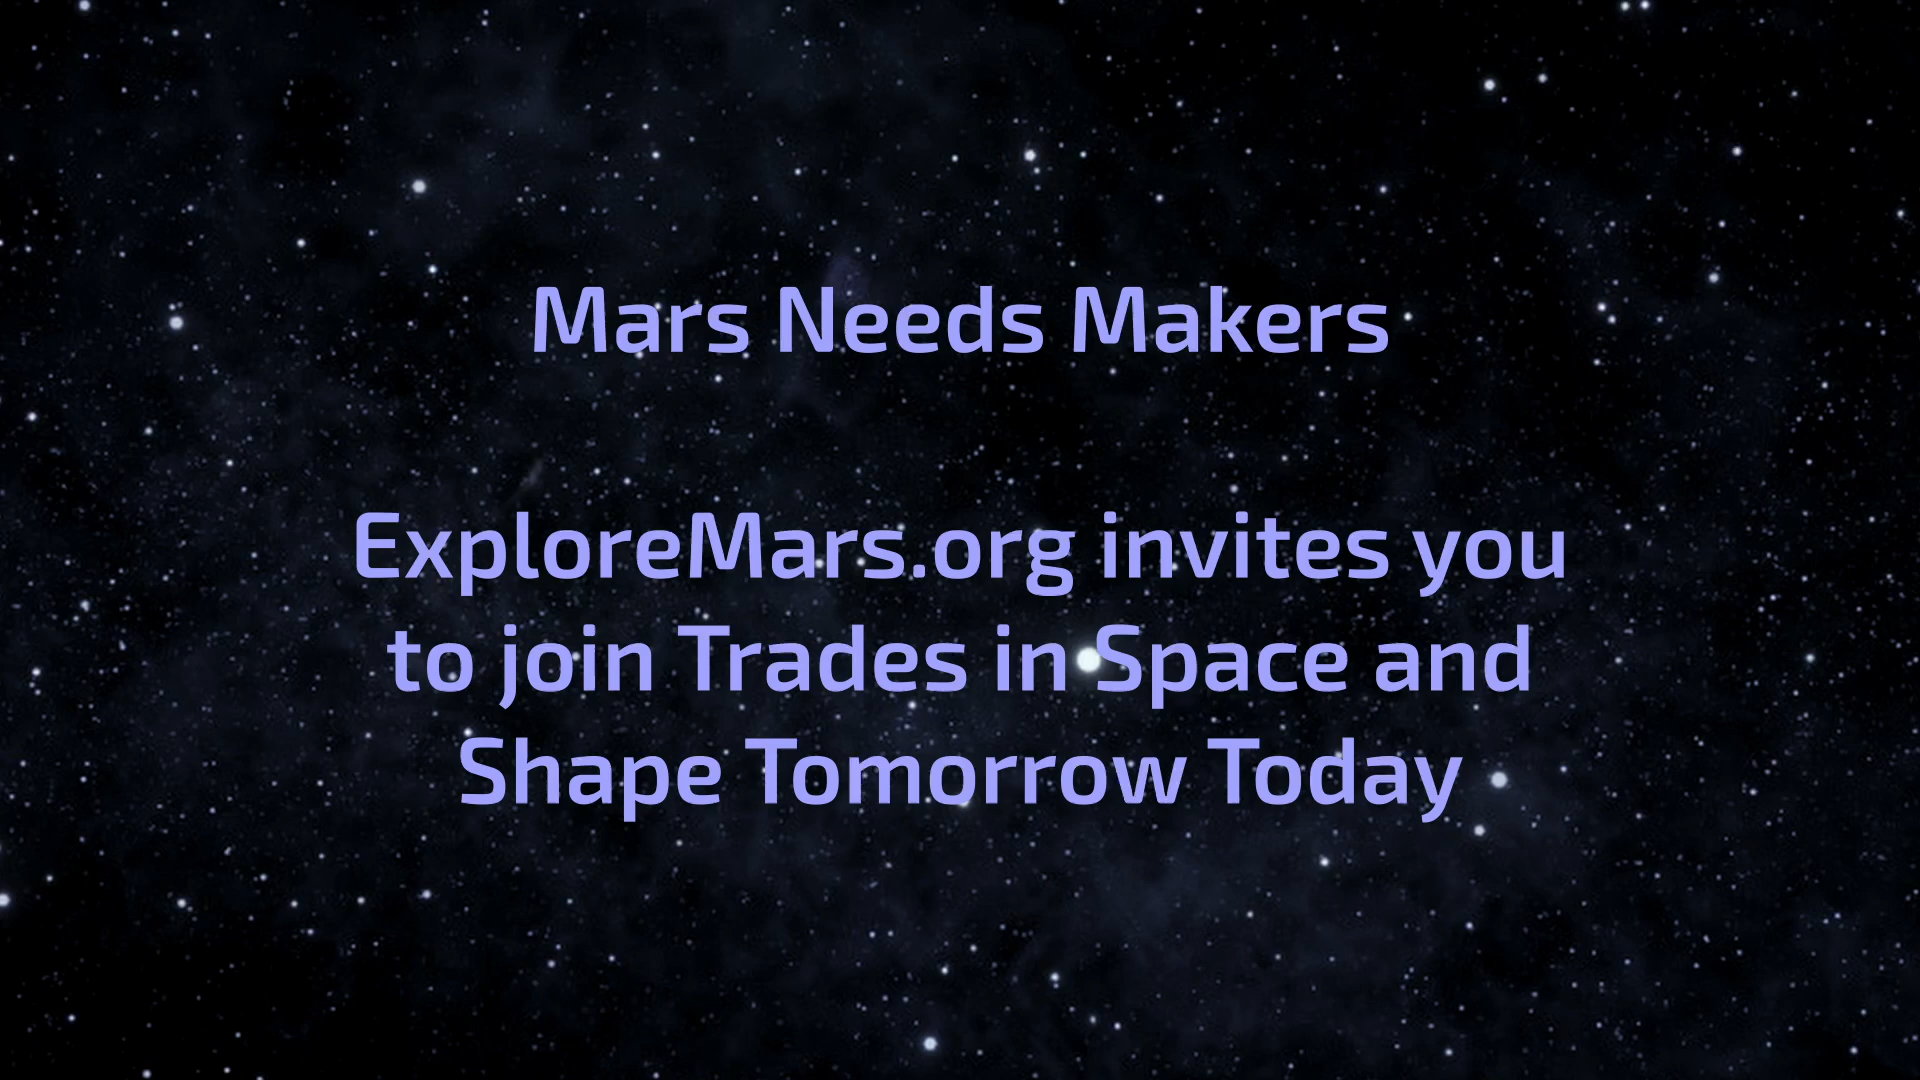 Mars Needs Makers
ExploreMars.org invites you
to join Trades in Space and
Shape Tomorrow Today